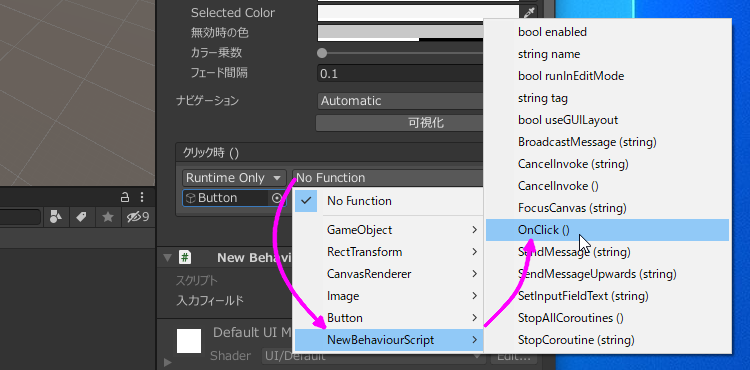 Selected Color
無効時の色
カラー乗数
フェード間隔
0.1
ナビゲーション
Automatic
可視化
クリック時 ()
Runtime Only
No Function
Button
No Function
GameObject
RectTransform
CanvasRenderer
Image
Button
NewBehaviourScript
bool enabled
string name
bool runInEditMode
string tag
bool useGUILayout
BroadcastMessage (string)
CancelInvoke (string)
CancelInvoke ()
FocusCanvas (string)
OnClick ()
SendMessage (string)
SendMessageUpwards (string)
SetInputFieldText (string)
StopAllCoroutines ()
StopCoroutine (string)
9
#
New Behav
スクリプト
入力フィールド
Default UI M
Shader
UI/Default
Edit...